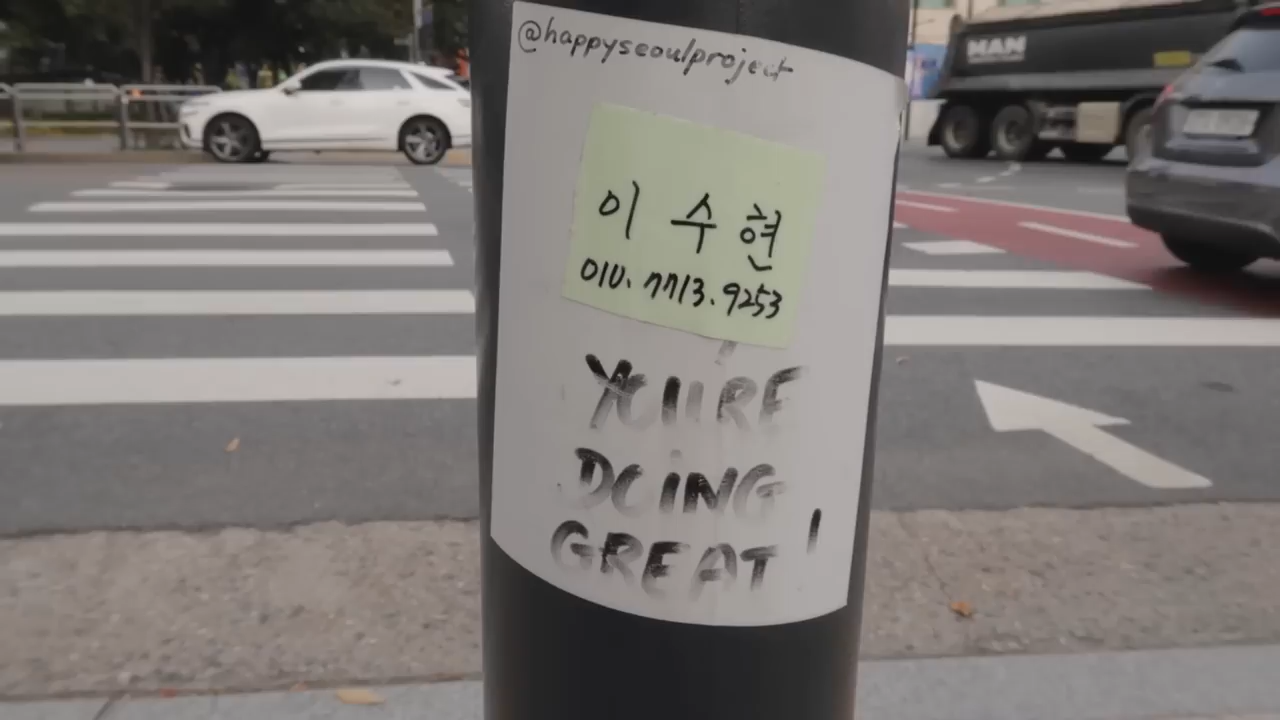 @happyseoulproject
이 수현
010.7713.9253
YOU'RE
DOING
GREAT!
MAN